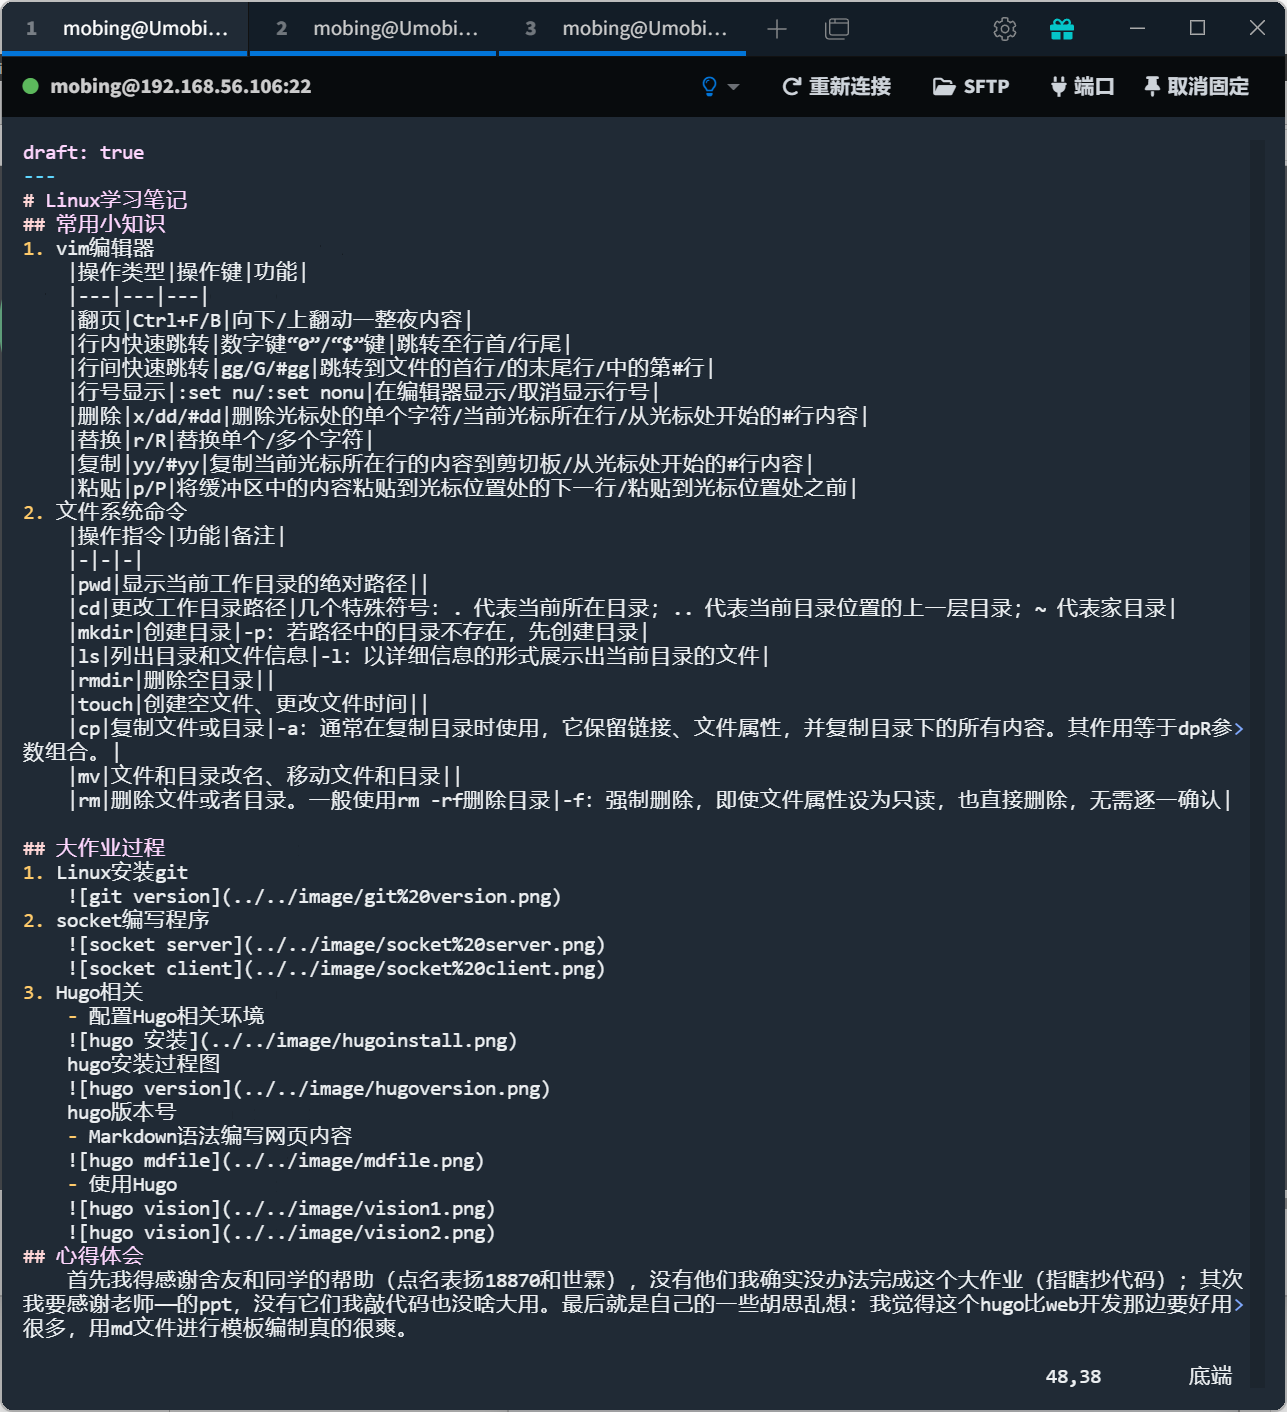 1 mobing@Umobi... 2 mobing@Umobi... 3 mobing@Umobi...
mobing@192.168.56.106:22 重新连接 SFTP 端口 取消固定
draft: true
---
# Linux学习笔记
## 常用小知识
1. vim编辑器
|操作类型|操作键|功能|
|---|---|---|
|翻页|Ctrl+F/B|向下/上翻动一整夜内容|
|行内快速跳转|数字键“0”/“$”键|跳转至行首/行尾|
|行间快速跳转|gg/G/#gg|跳转到文件的首行/的末尾行/中的第#行|
|行号显示|:set nu/:set nonu|在编辑器显示/取消显示行号|
|删除|x/dd/#dd|删除光标处的单个字符/当前光标所在行/从光标处开始的#行内容|
|替换|r/R|替换单个/多个字符|
|复制|yy/#yy|复制当前光标所在行的内容到剪切板/从光标处开始的#行内容|
|粘贴|p/P|将缓冲区中的内容粘贴到光标位置处的下一行/粘贴到光标位置处之前|
2. 文件系统命令
|操作指令|功能|备注|
|-|-|-|
|pwd|显示当前工作目录的绝对路径||
|cd|更改工作目录路径|几个特殊符号：. 代表当前所在目录；.. 代表当前目录位置的上一层目录；~ 代表家目录|
|mkdir|创建目录|-p：若路径中的目录不存在，先创建目录|
|ls|列出目录和文件信息|-l：以详细信息的形式展示出当前目录的文件|
|rmdir|删除空目录||
|touch|创建空文件、更改文件时间||
|cp|复制文件或目录|-a：通常在复制目录时使用，它保留链接、文件属性，并复制目录下的所有内容。其作用等于dpR参>
数组合。|
|mv|文件和目录改名、移动文件和目录||
|rm|删除文件或者目录。一般使用rm -rf删除目录|-f：强制删除，即使文件属性设为只读，也直接删除，无需逐一确认|
## 大作业过程
1. Linux安装git
![git version](../../image/git%20version.png)
2. socket编写程序
![socket server](../../image/socket%20server.png)
![socket client](../../image/socket%20client.png)
3. Hugo相关
- 配置Hugo相关环境
![hugo 安装](../../image/hugoinstall.png)
hugo安装过程图
![hugo version](../../image/hugoversion.png)
hugo版本号
- Markdown语法编写网页内容
![hugo mdfile](../../image/mdfile.png)
- 使用Hugo
![hugo vision](../../image/vision1.png)
![hugo vision](../../image/vision2.png)
## 心得体会
首先我得感谢舍友和同学的帮助（点名表扬18870和世霖），没有他们我确实没办法完成这个大作业（指瞎抄代码）；其次
我要感谢老师——的ppt，没有它们我敲代码也没啥大用。最后就是自己的一些胡思乱想：我觉得这个hugo比web开发那边要好用>
很多，用md文件进行模板编制真的很爽。
48,38 底端